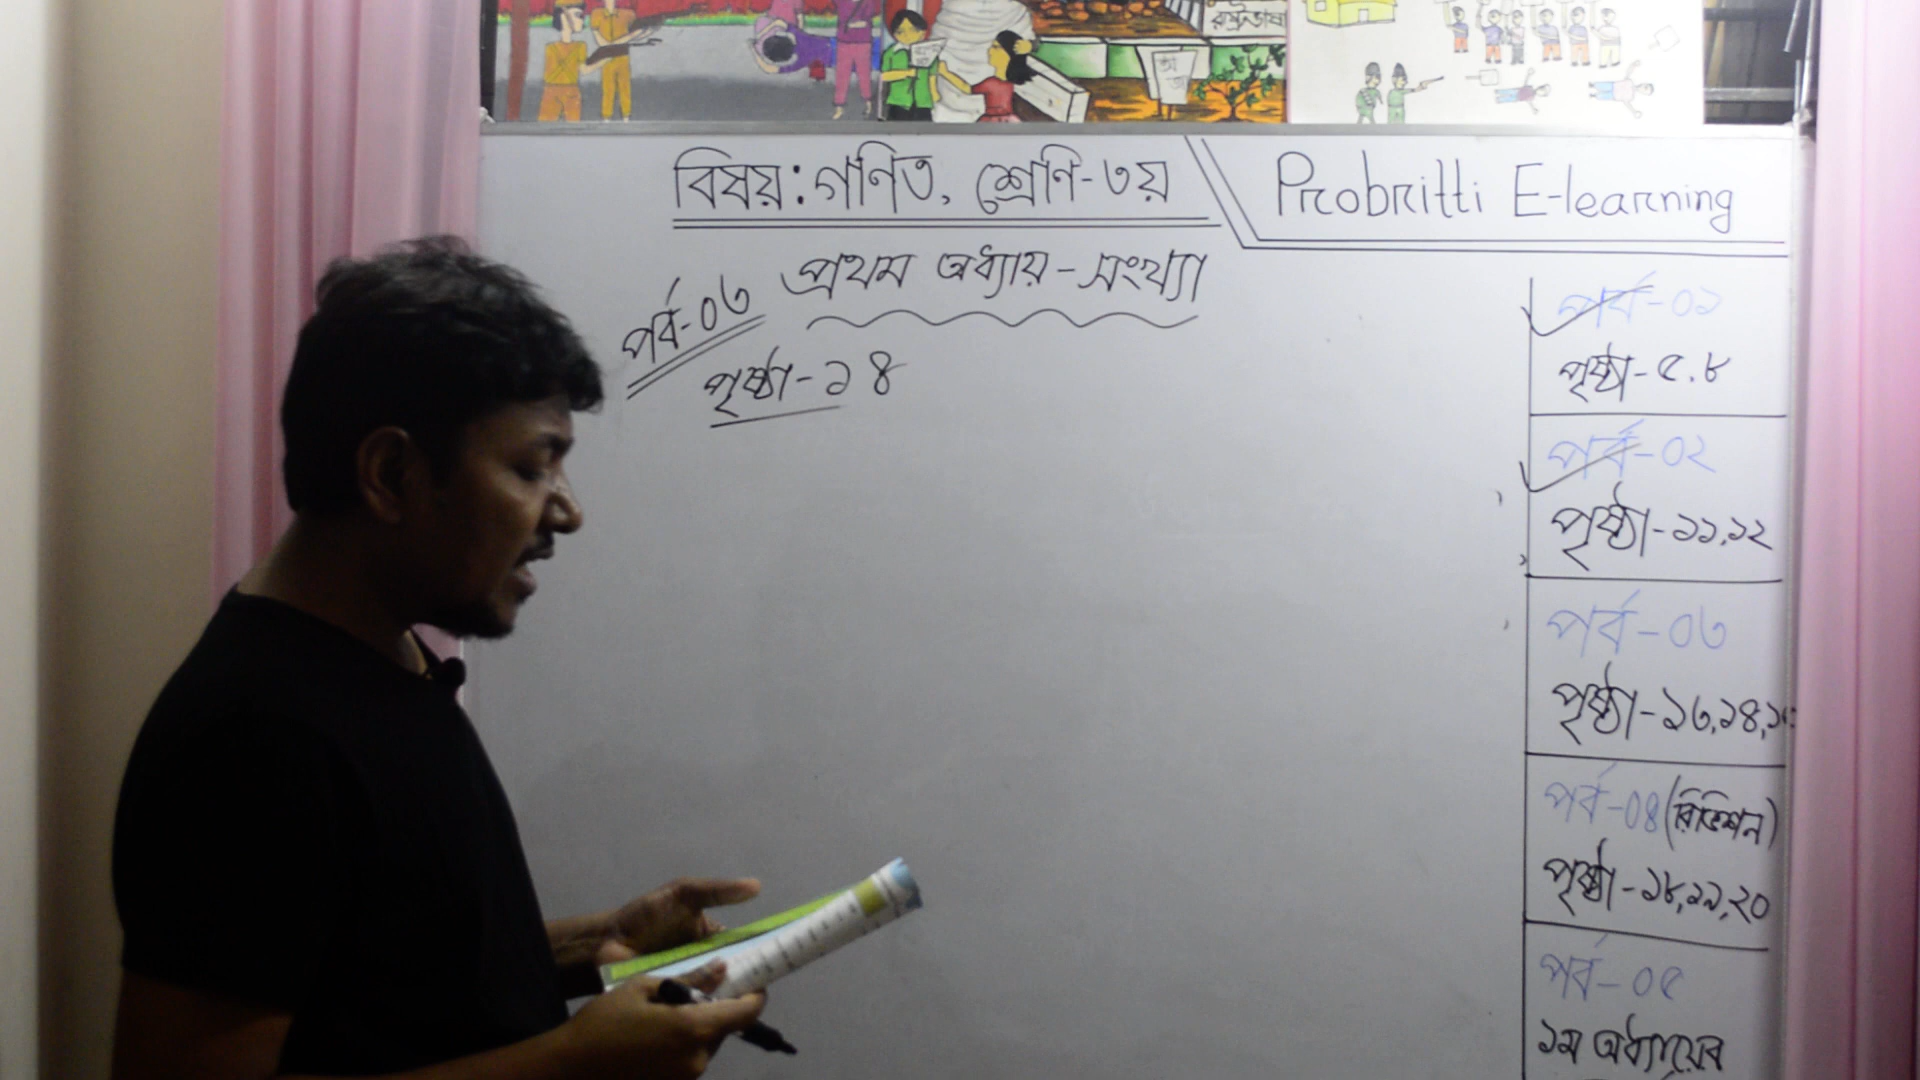 রাষ্ট্রভাষা
বিষয়: গণিত, শ্রেণি-৩য়
Probritti E-learning
প্রথম অধ্যায় - সংখ্যা
পর্ব-০৩
পৃষ্ঠা-১৪
পর্ব-০১
পৃষ্ঠা-৫.৮
পর্ব-০২
পৃষ্ঠা-১১,১২
পর্ব-০৩
পৃষ্ঠা-১৩,১৪,
পর্ব-০৪(রিভিশন)
পৃষ্ঠা-১৮,১৯,২০
পর্ব-০৫
১ম অধ্যায়ের